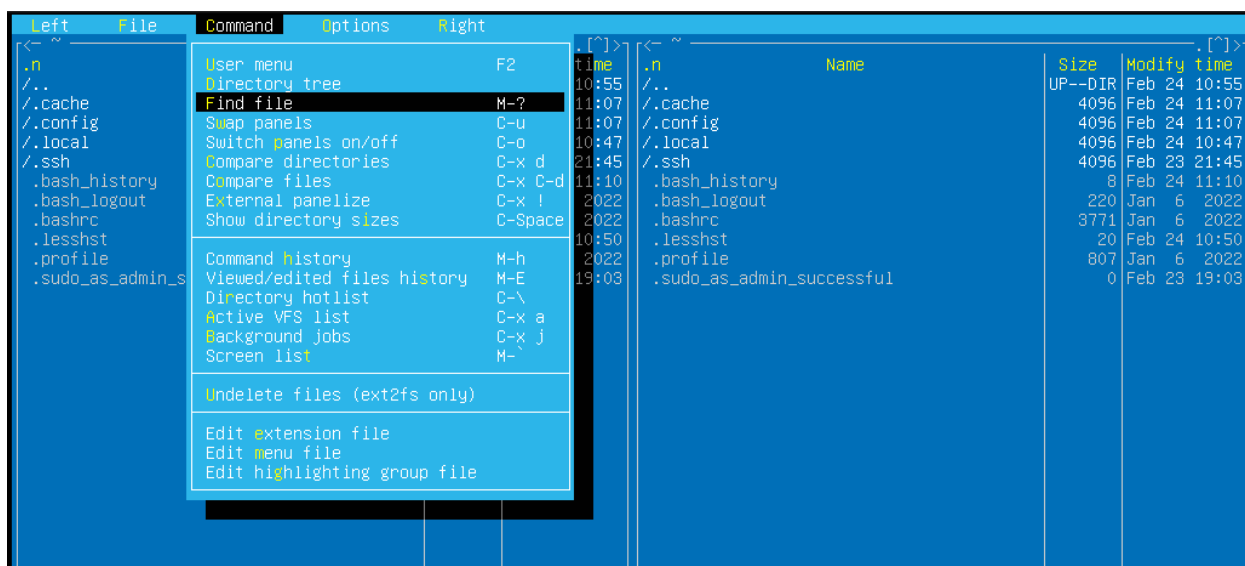 Left File Command Options Right
<─ ~ .[^]> <─ ~ .[^]>
.n User menu F2 time .n Name Size Modify time
/.. Directory tree 10:55 /.. UP--DIR Feb 24 10:55
/.cache Find file M-? 11:07 /.cache 4096 Feb 24 11:07
/.config Swap panels C-u 11:07 /.config 4096 Feb 24 11:07
/.local Switch panels on/off C-o 10:47 /.local 4096 Feb 24 10:47
/.ssh Compare directories C-x d 21:45 /.ssh 4096 Feb 23 21:45
.bash_history Compare files C-x C-d 11:10 .bash_history 8 Feb 24 11:10
.bash_logout External panelize C-x ! 2022 .bash_logout 220 Jan 6 2022
.bashrc Show directory sizes C-Space 2022 .bashrc 3771 Jan 6 2022
.lesshst 10:50 .lesshst 20 Feb 24 10:50
.profile Command history M-h 2022 .profile 807 Jan 6 2022
.sudo_as_admin_s Viewed/edited files history M-E 19:03 .sudo_as_admin_successful 0 Feb 23 19:03
Directory hotlist C-\
Active VFS list C-x a
Background jobs C-x j
Screen list M-`
Undelete files (ext2fs only)
Edit extension file
Edit menu file
Edit highlighting group file